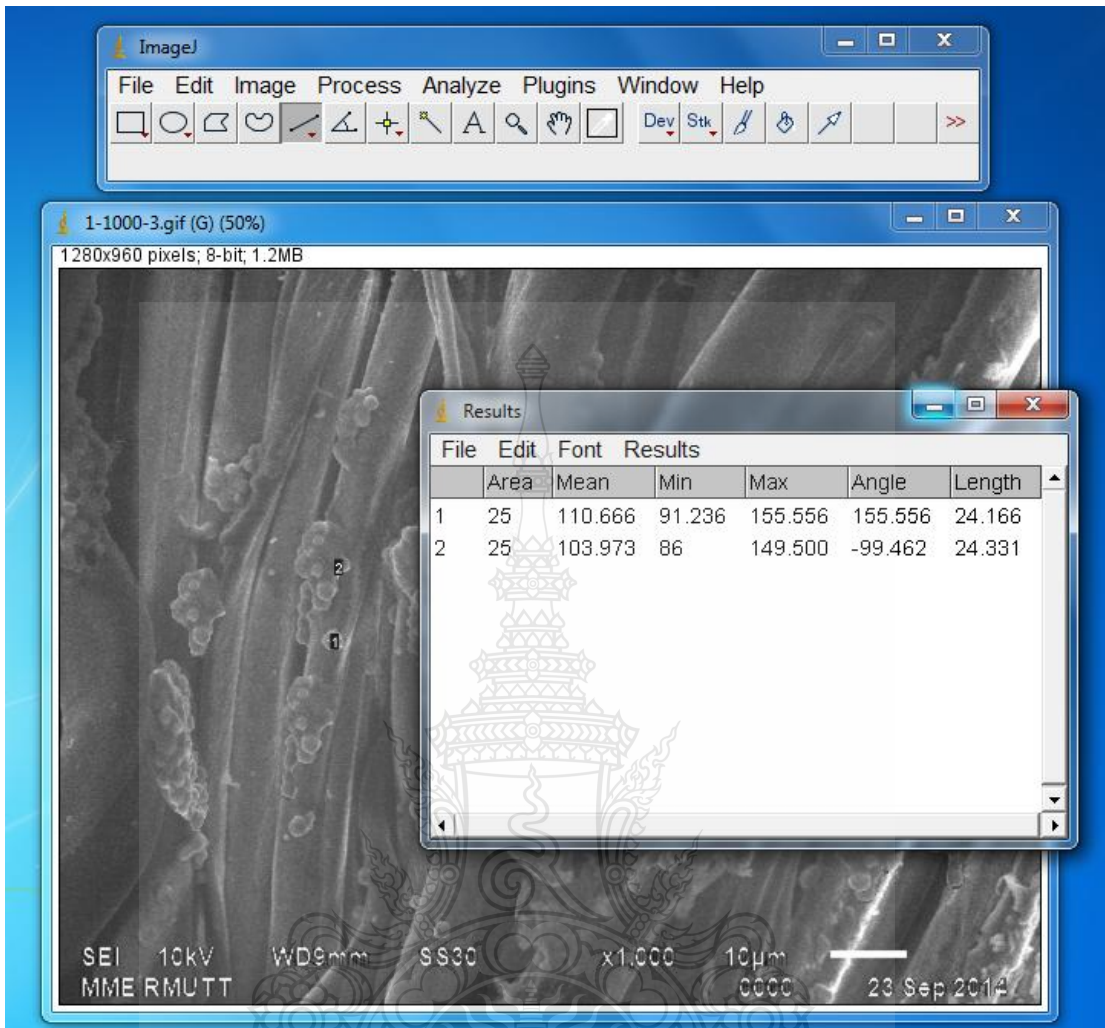 ImageJ
File Edit Image Process Analyze Plugins Window Help
A Dev Stk >>
1-1000-3.gif (G) (50%)
1280x960 pixels; 8-bit; 1.2MB
Results
File Edit Font Results
Area Mean Min Max Angle Length
1 25 110.666 91.236 155.556 155.556 24.166
2 25 103.973 86 149.500 -99.462 24.331
2
1
SEI 10kV WD9mm SS30 x1,000 10µm
MME RMUTT 0000 23 Sep 2014